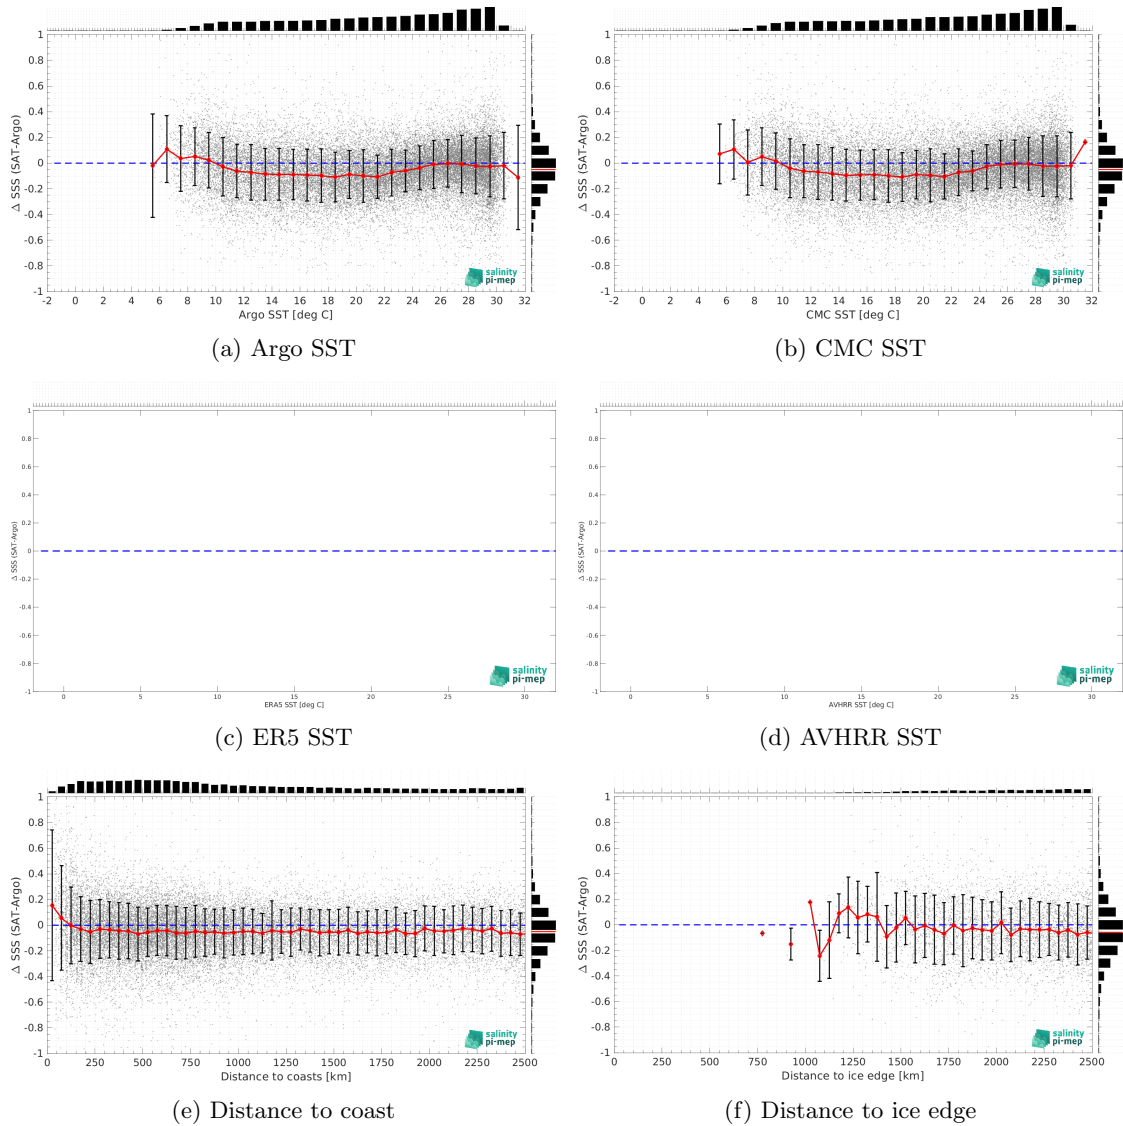 1
0.8
0.6
0.4
0.2
0
-0.2
-0.4
-0.6
-0.8
-1
Δ SSS (SAT-Argo)
-2 0 2 4 6 8 10 12 14 16 18 20 22 24 26 28 30 32
Argo SST [deg C]
salinity
pi-mep
(a) Argo SST
1
0.8
0.6
0.4
0.2
0
-0.2
-0.4
-0.6
-0.8
-1
Δ SSS (SAT-Argo)
-2 0 2 4 6 8 10 12 14 16 18 20 22 24 26 28 30 32
CMC SST [deg C]
salinity
pi-mep
(b) CMC SST
1
0.8
0.6
0.4
0.2
0
-0.2
-0.4
-0.6
-0.8
-1
Δ SSS (SAT-Argo)
0 5 10 15 20 25 30
ERA5 SST [deg C]
salinity
pi-mep
(c) ER5 SST
1
0.8
0.6
0.4
0.2
0
-0.2
-0.4
-0.6
-0.8
-1
Δ SSS (SAT-Argo)
0 5 10 15 20 25 30
AVHRR SST [deg C]
salinity
pi-mep
(d) AVHRR SST
1
0.8
0.6
0.4
0.2
0
-0.2
-0.4
-0.6
-0.8
-1
Δ SSS (SAT-Argo)
0 250 500 750 1000 1250 1500 1750 2000 2250 2500
Distance to coasts [km]
salinity
pi-mep
(e) Distance to coast
1
0.8
0.6
0.4
0.2
0
-0.2
-0.4
-0.6
-0.8
-1
Δ SSS (SAT-Argo)
0 250 500 750 1000 1250 1500 1750 2000 2250 2500
Distance to ice edge [km]
salinity
pi-mep
(f) Distance to ice edge